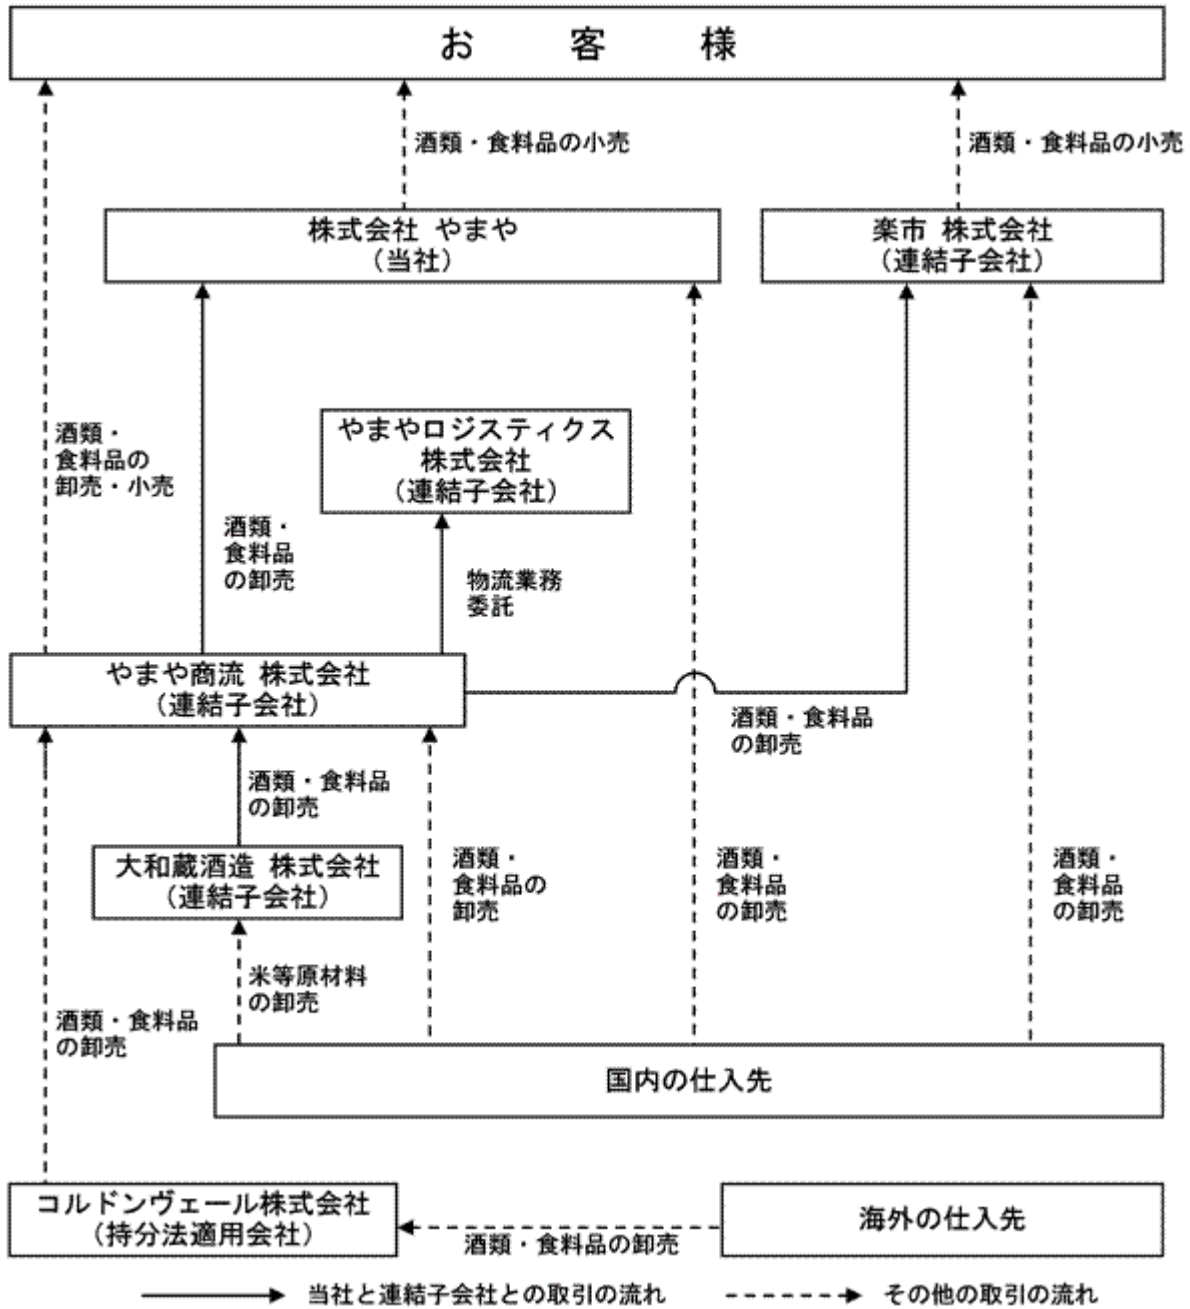 お客様
酒類・食料品の小売
酒類・食料品の小売
株式会社 やまや
（当社）
楽市 株式会社
（連結子会社）
酒類・
食料品の
卸売・小売
やまやロジスティクス
株式会社
（連結子会社）
酒類・
食料品
の卸売
物流業務
委託
やまや商流 株式会社
（連結子会社）
酒類・食料品
の卸売
酒類・食料品
の卸売
大和蔵酒造 株式会社
（連結子会社）
酒類・
食料品の
卸売
酒類・
食料品
の卸売
酒類・
食料品
の卸売
米等原材料
の卸売
酒類・食料品
の卸売
国内の仕入先
コルドンヴェール株式会社
（持分法適用会社）
海外の仕入先
酒類・食料品の卸売
当社と連結子会社との取引の流れ
その他の取引の流れ